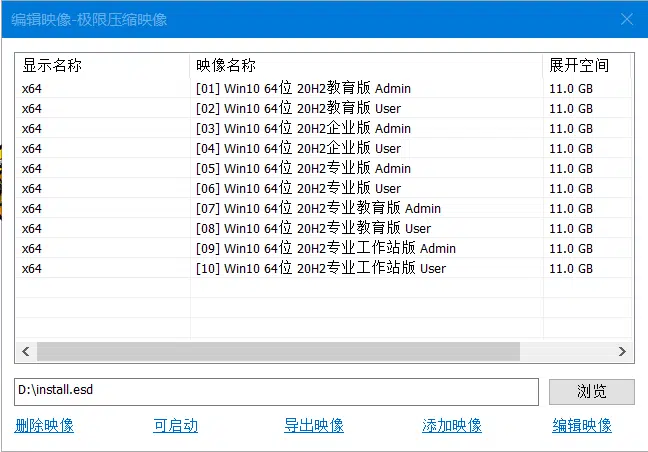 编辑映像-极限压缩映像
显示名称 映像名称 展开空间
x64 [01] Win10 64位 20H2教育版 Admin 11.0 GB
x64 [02] Win10 64位 20H2教育版 User 11.0 GB
x64 [03] Win10 64位 20H2企业版 Admin 11.0 GB
x64 [04] Win10 64位 20H2企业版 User 11.0 GB
x64 [05] Win10 64位 20H2专业版 Admin 11.0 GB
x64 [06] Win10 64位 20H2专业版 User 11.0 GB
x64 [07] Win10 64位 20H2专业教育版 Admin 11.0 GB
x64 [08] Win10 64位 20H2专业教育版 User 11.0 GB
x64 [09] Win10 64位 20H2专业工作站版 Admin 11.0 GB
x64 [10] Win10 64位 20H2专业工作站版 User 11.0 GB
D:\install.esd 浏览
删除映像 可启动 导出映像 添加映像 编辑映像